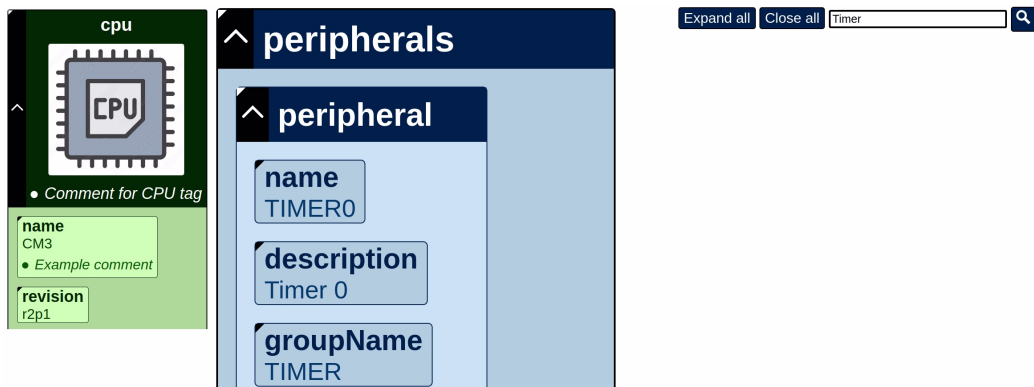 cpu
CPU
● Comment for CPU tag
name
CM3
● Example comment
revision
r2p1
peripherals
peripheral
name
TIMER0
description
Timer 0
groupName
TIMER
Expand all
Close all
Timer